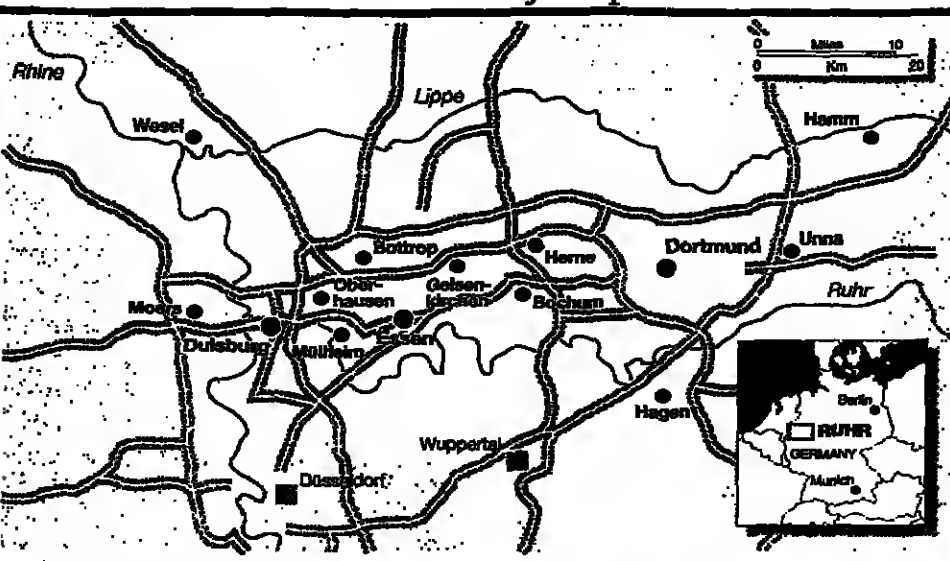 0 Miles 10
0 Km 20
Rhine
Lippe
Wesel
Hamm
Bottrop
Herne
Dortmund
Unna
Ober-
hausen
Gelsen-
kirchen
Bochum
Ruhr
Moers
Duisburg
Mülheim
Essen
Hagen
Berlin
RUHR
GERMANY
Munich
Wuppertal
Düsseldorf